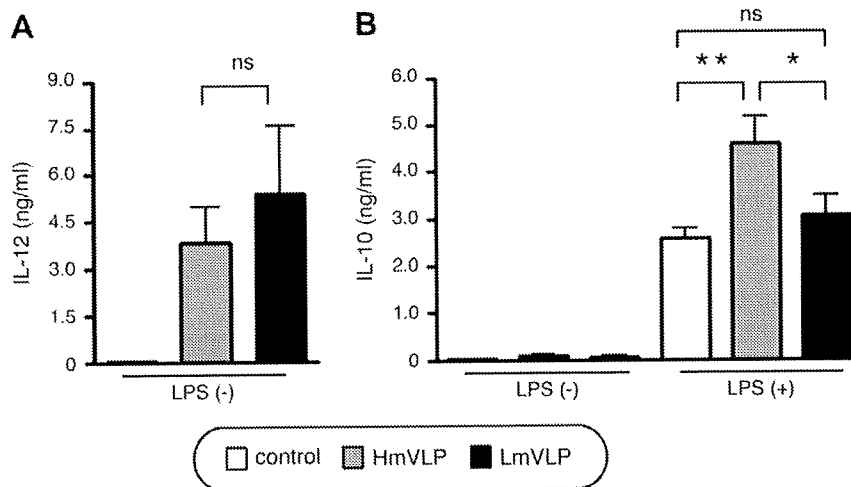 A
ns
9.0
7.5
6.0
4.5
3.0
1.5
0
IL-12 (ng/ml)
LPS (-)
B
ns
* *
*
6.0
5.0
4.0
3.0
2.0
1.0
0
IL-10 (ng/ml)
LPS (-)
LPS (+)
control
HmVLP
LmVLP